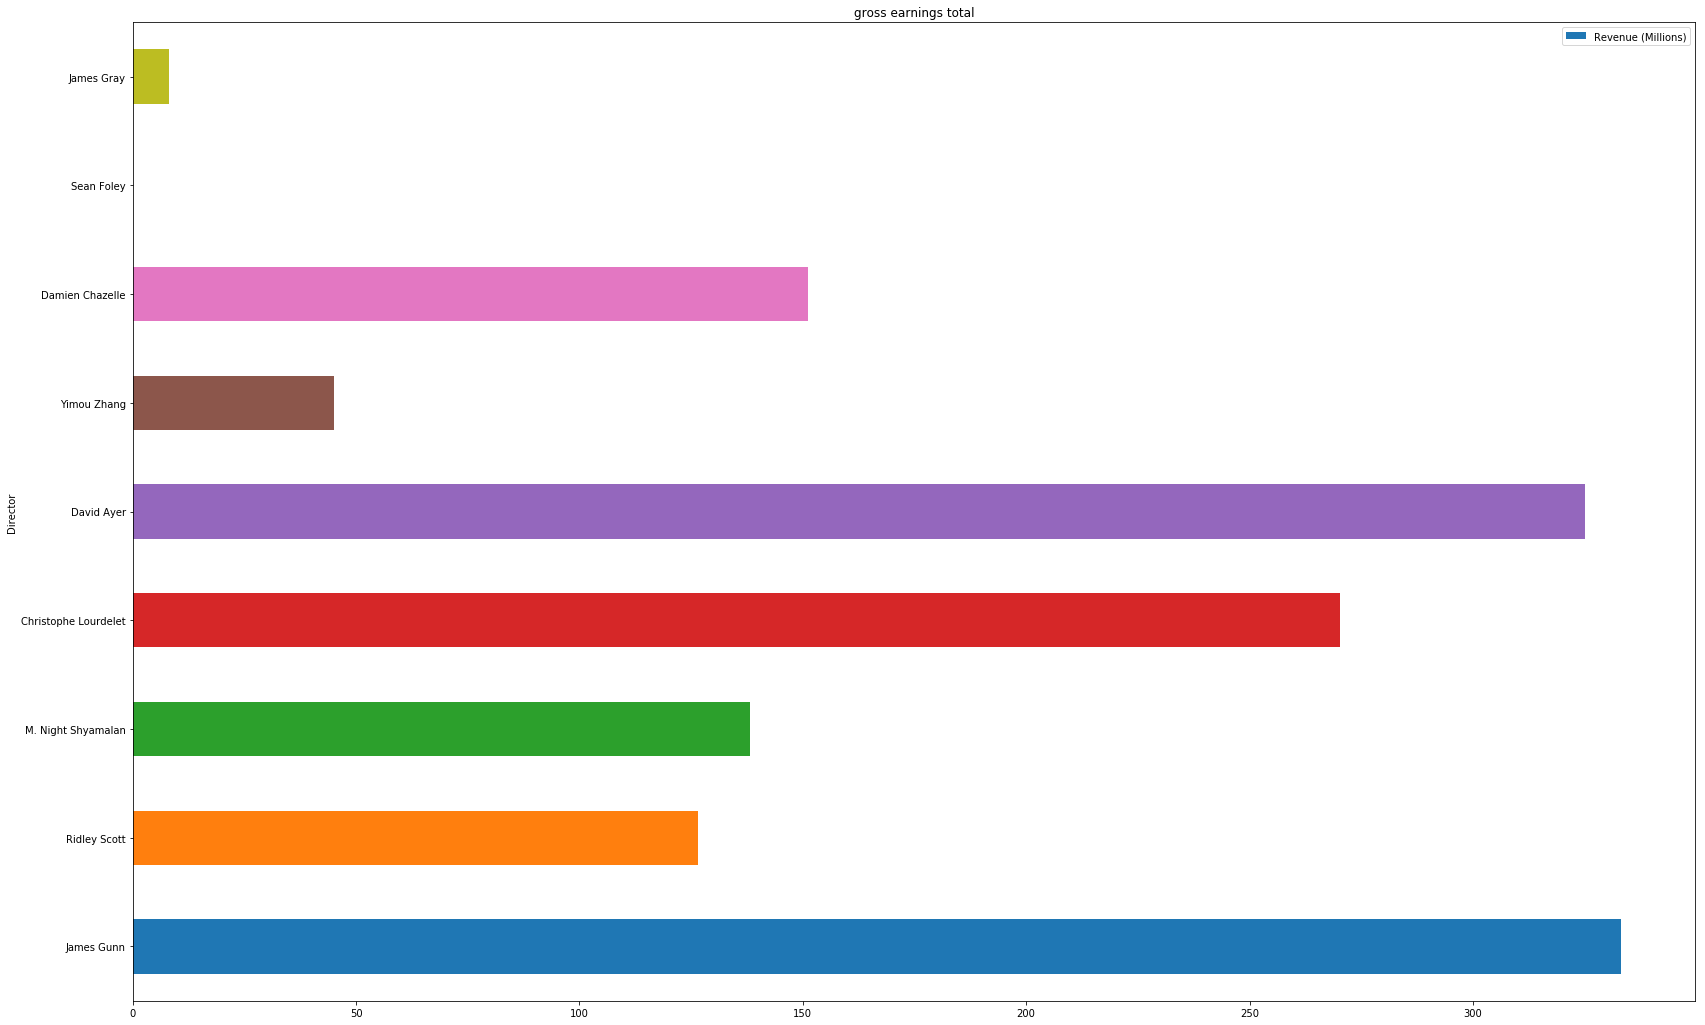 gross earnings total
Revenue (Millions)
James Gray
Sean Foley
Damien Chazelle
Yimou Zhang
David Ayer
Christophe Lourdelet
M. Night Shyamalan
Ridley Scott
James Gunn
Director
0 50 100 150 200 250 300